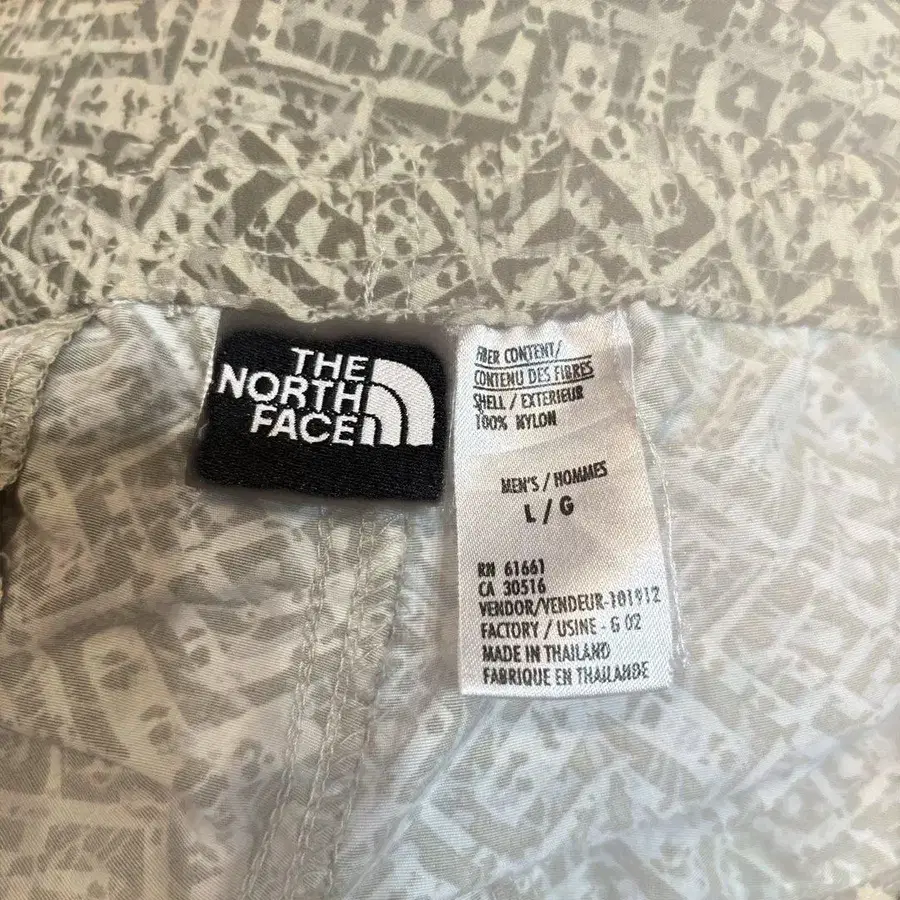 THE
NORTH
FACE
FIBER CONTENT/
CONTENU DES FIBRES
SHELL / EXTERIEUR
100% NYLON
MEN'S / HOMMES
L / G
RN 61661
CA 30516
VENDOR/VENDEUR-101912
FACTORY / USINE - G 02
MADE IN THAILAND
FABRIQUE EN THAILANDE